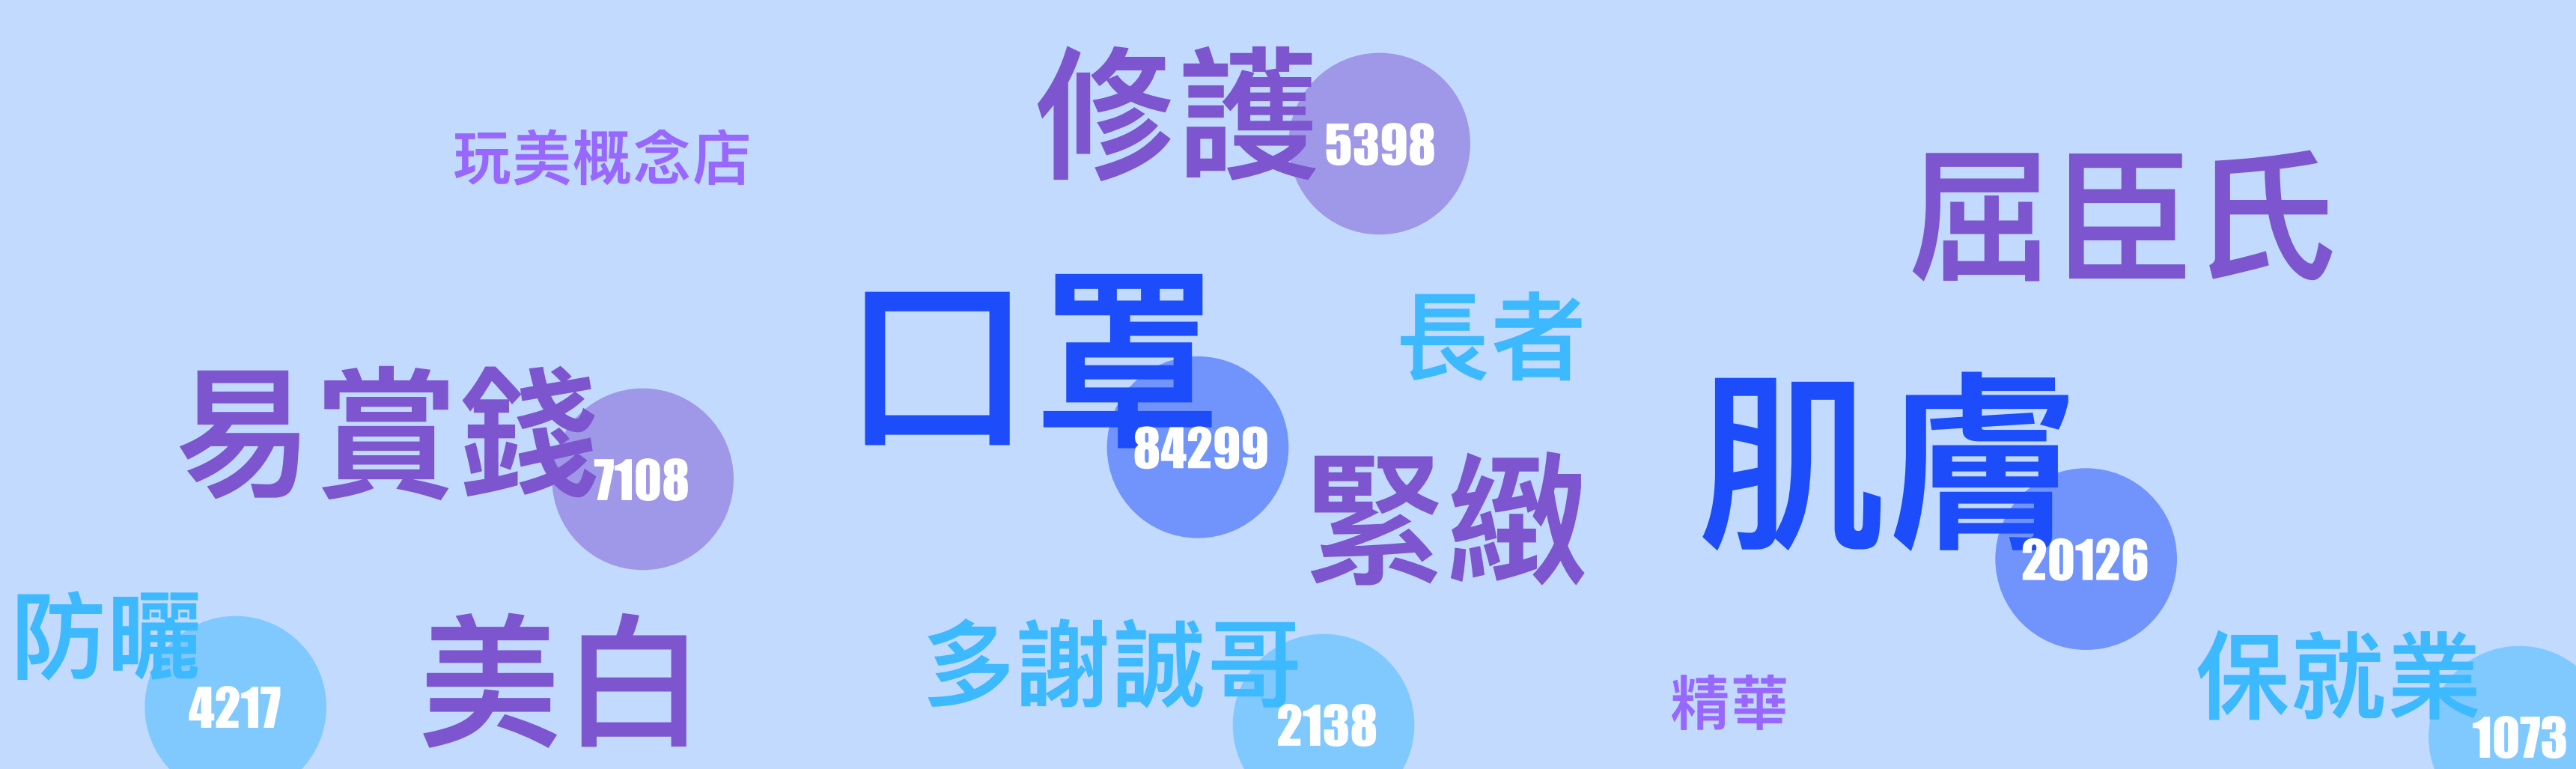 修護
5398
玩美概念店
屈臣氏
口罩
84299
長者
易賞錢
7108
肌膚
20126
緊緻
防曬
4217
美白
多謝誠哥
2138
精華
保就業
1073